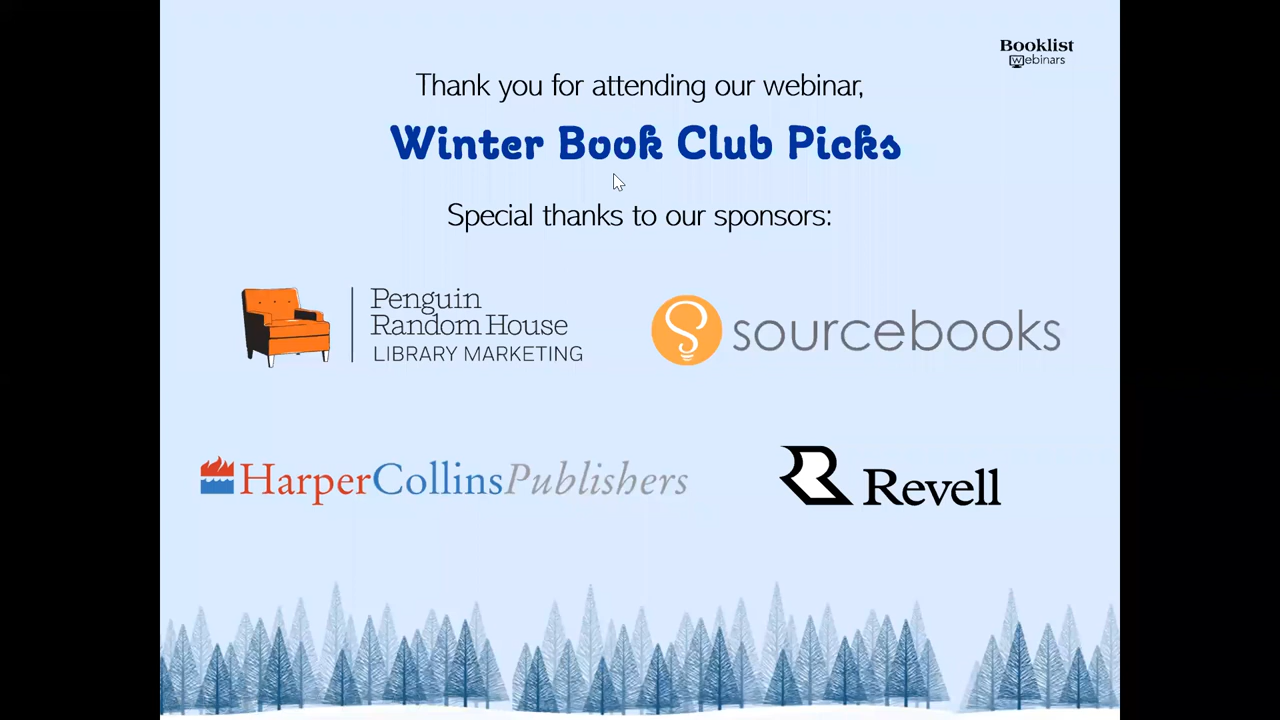 Booklist
Webinars
Thank you for attending our webinar,
Winter Book Club Picks
Special thanks to our sponsors:
Penguin
Random House
LIBRARY MARKETING
sourcebooks
HarperCollinsPublishers
Revell